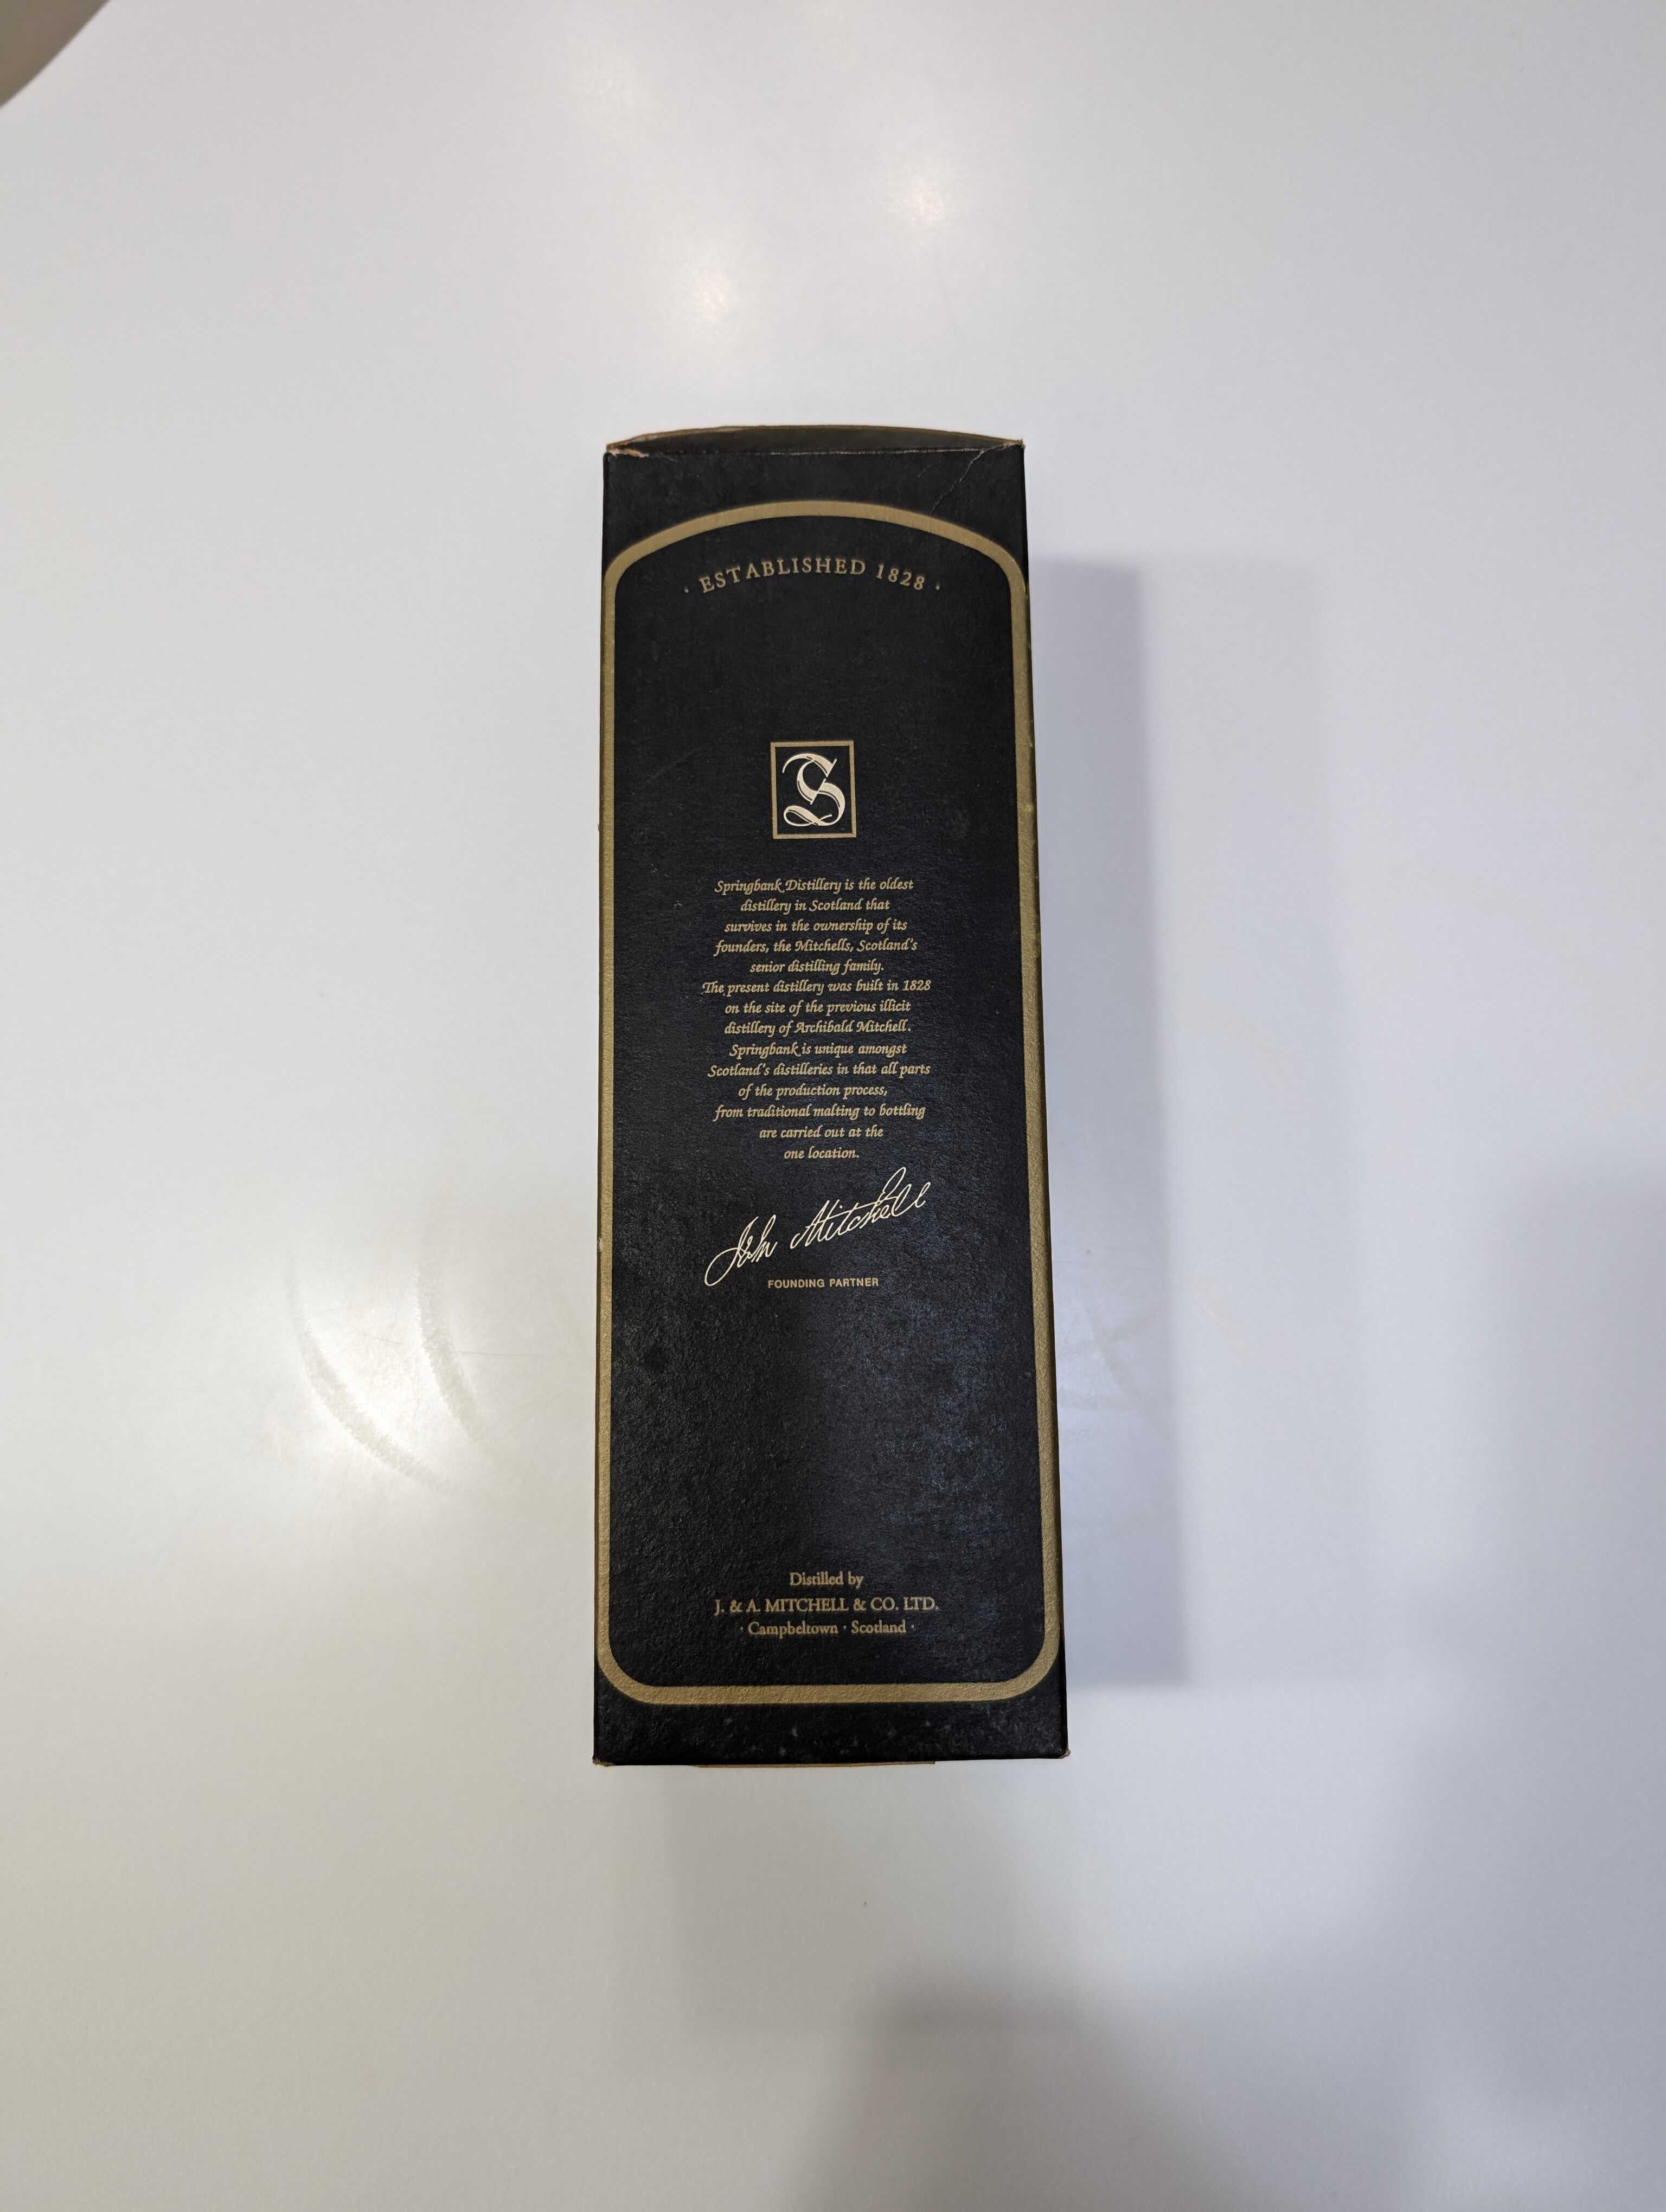 · ESTABLISHED 1828 ·
S
Springbank Distillery is the oldest
distillery in Scotland that
survives in the ownership of its
founders, the Mitchells, Scotland's
senior distilling family.
The present distillery was built in 1828
on the site of the previous illicit
distillery of Archibald Mitchell.
Springbank is unique amongst
Scotland's distilleries in that all parts
of the production process,
from traditional malting to bottling
are carried out at the
one location.
John Mitchell
FOUNDING PARTNER
Distilled by
J. & A. MITCHELL & CO. LTD.
· Campbeltown · Scotland ·